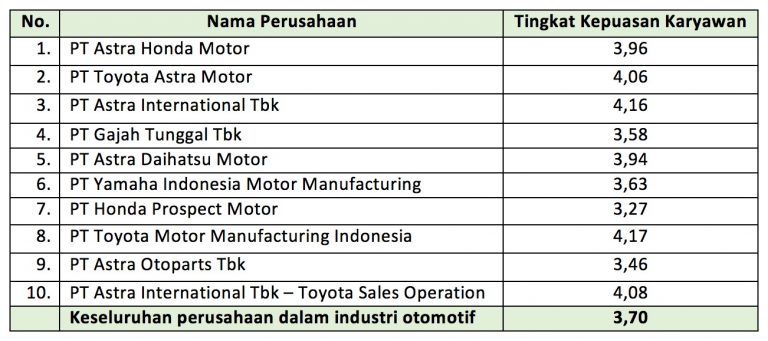 No. Nama Perusahaan Tingkat Kepuasan Karyawan
1. PT Astra Honda Motor 3,96
2. PT Toyota Astra Motor 4,06
3. PT Astra International Tbk 4,16
4. PT Gajah Tunggal Tbk 3,58
5. PT Astra Daihatsu Motor 3,94
6. PT Yamaha Indonesia Motor Manufacturing 3,63
7. PT Honda Prospect Motor 3,27
8. PT Toyota Motor Manufacturing Indonesia 4,17
9. PT Astra Otoparts Tbk 3,46
10. PT Astra International Tbk – Toyota Sales Operation 4,08
Keseluruhan perusahaan dalam industri otomotif 3,70